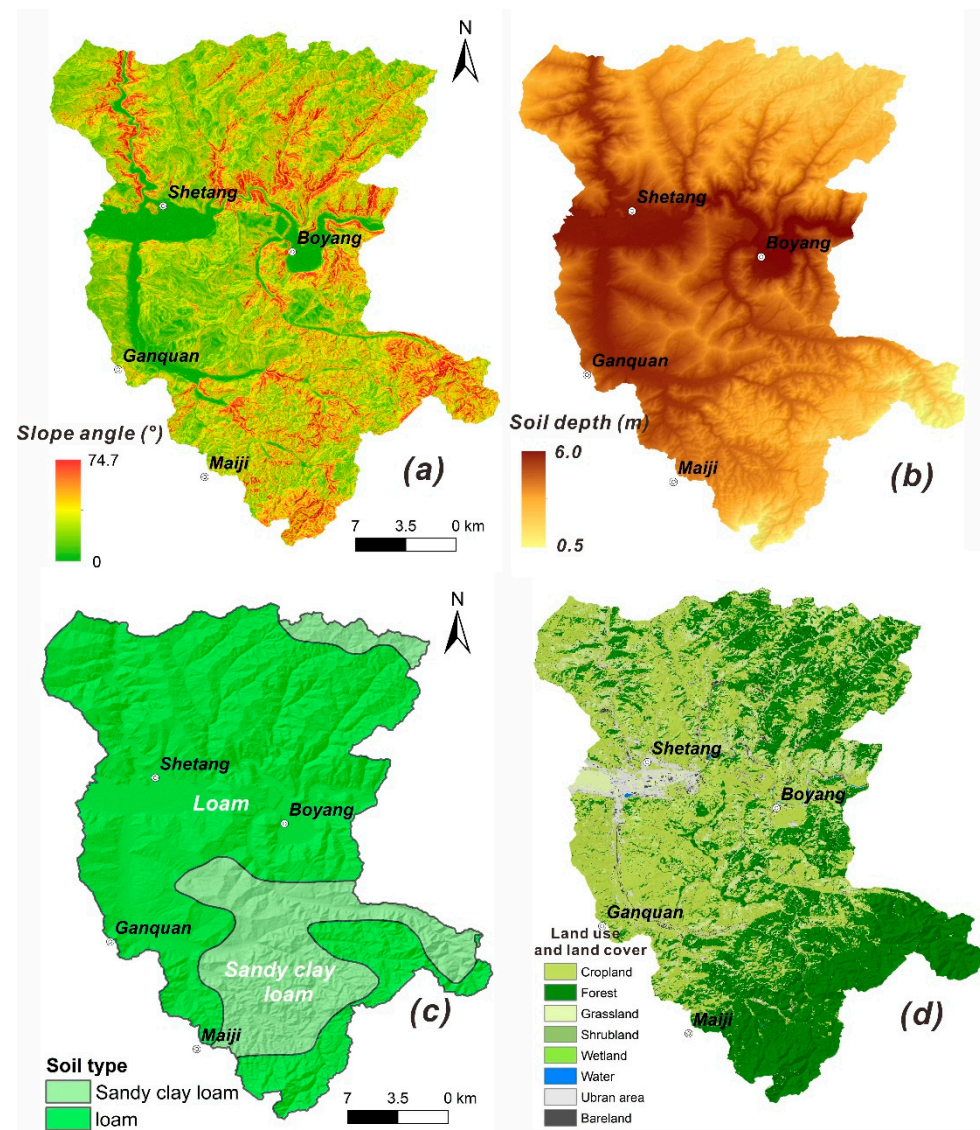 N
Shetang
Boyang
Ganquan
Slope angle (°)
74.7
0
Maiji
(a)
7 3.5 0 km
Shetang
Boyang
Ganquan
Soil depth (m)
6.0
0.5
Maiji
(b)
N
Shetang
Loam
Boyang
Ganquan
Sandy clay
loam
Maiji
(c)
Soil type
Sandy clay loam
loam
7 3.5 0 km
Shetang
Boyang
Ganquan
Land use
and land cover
Cropland
Forest
Grassland
Shrubland
Wetland
Water
Ubran area
Bareland
Maiji
(d)